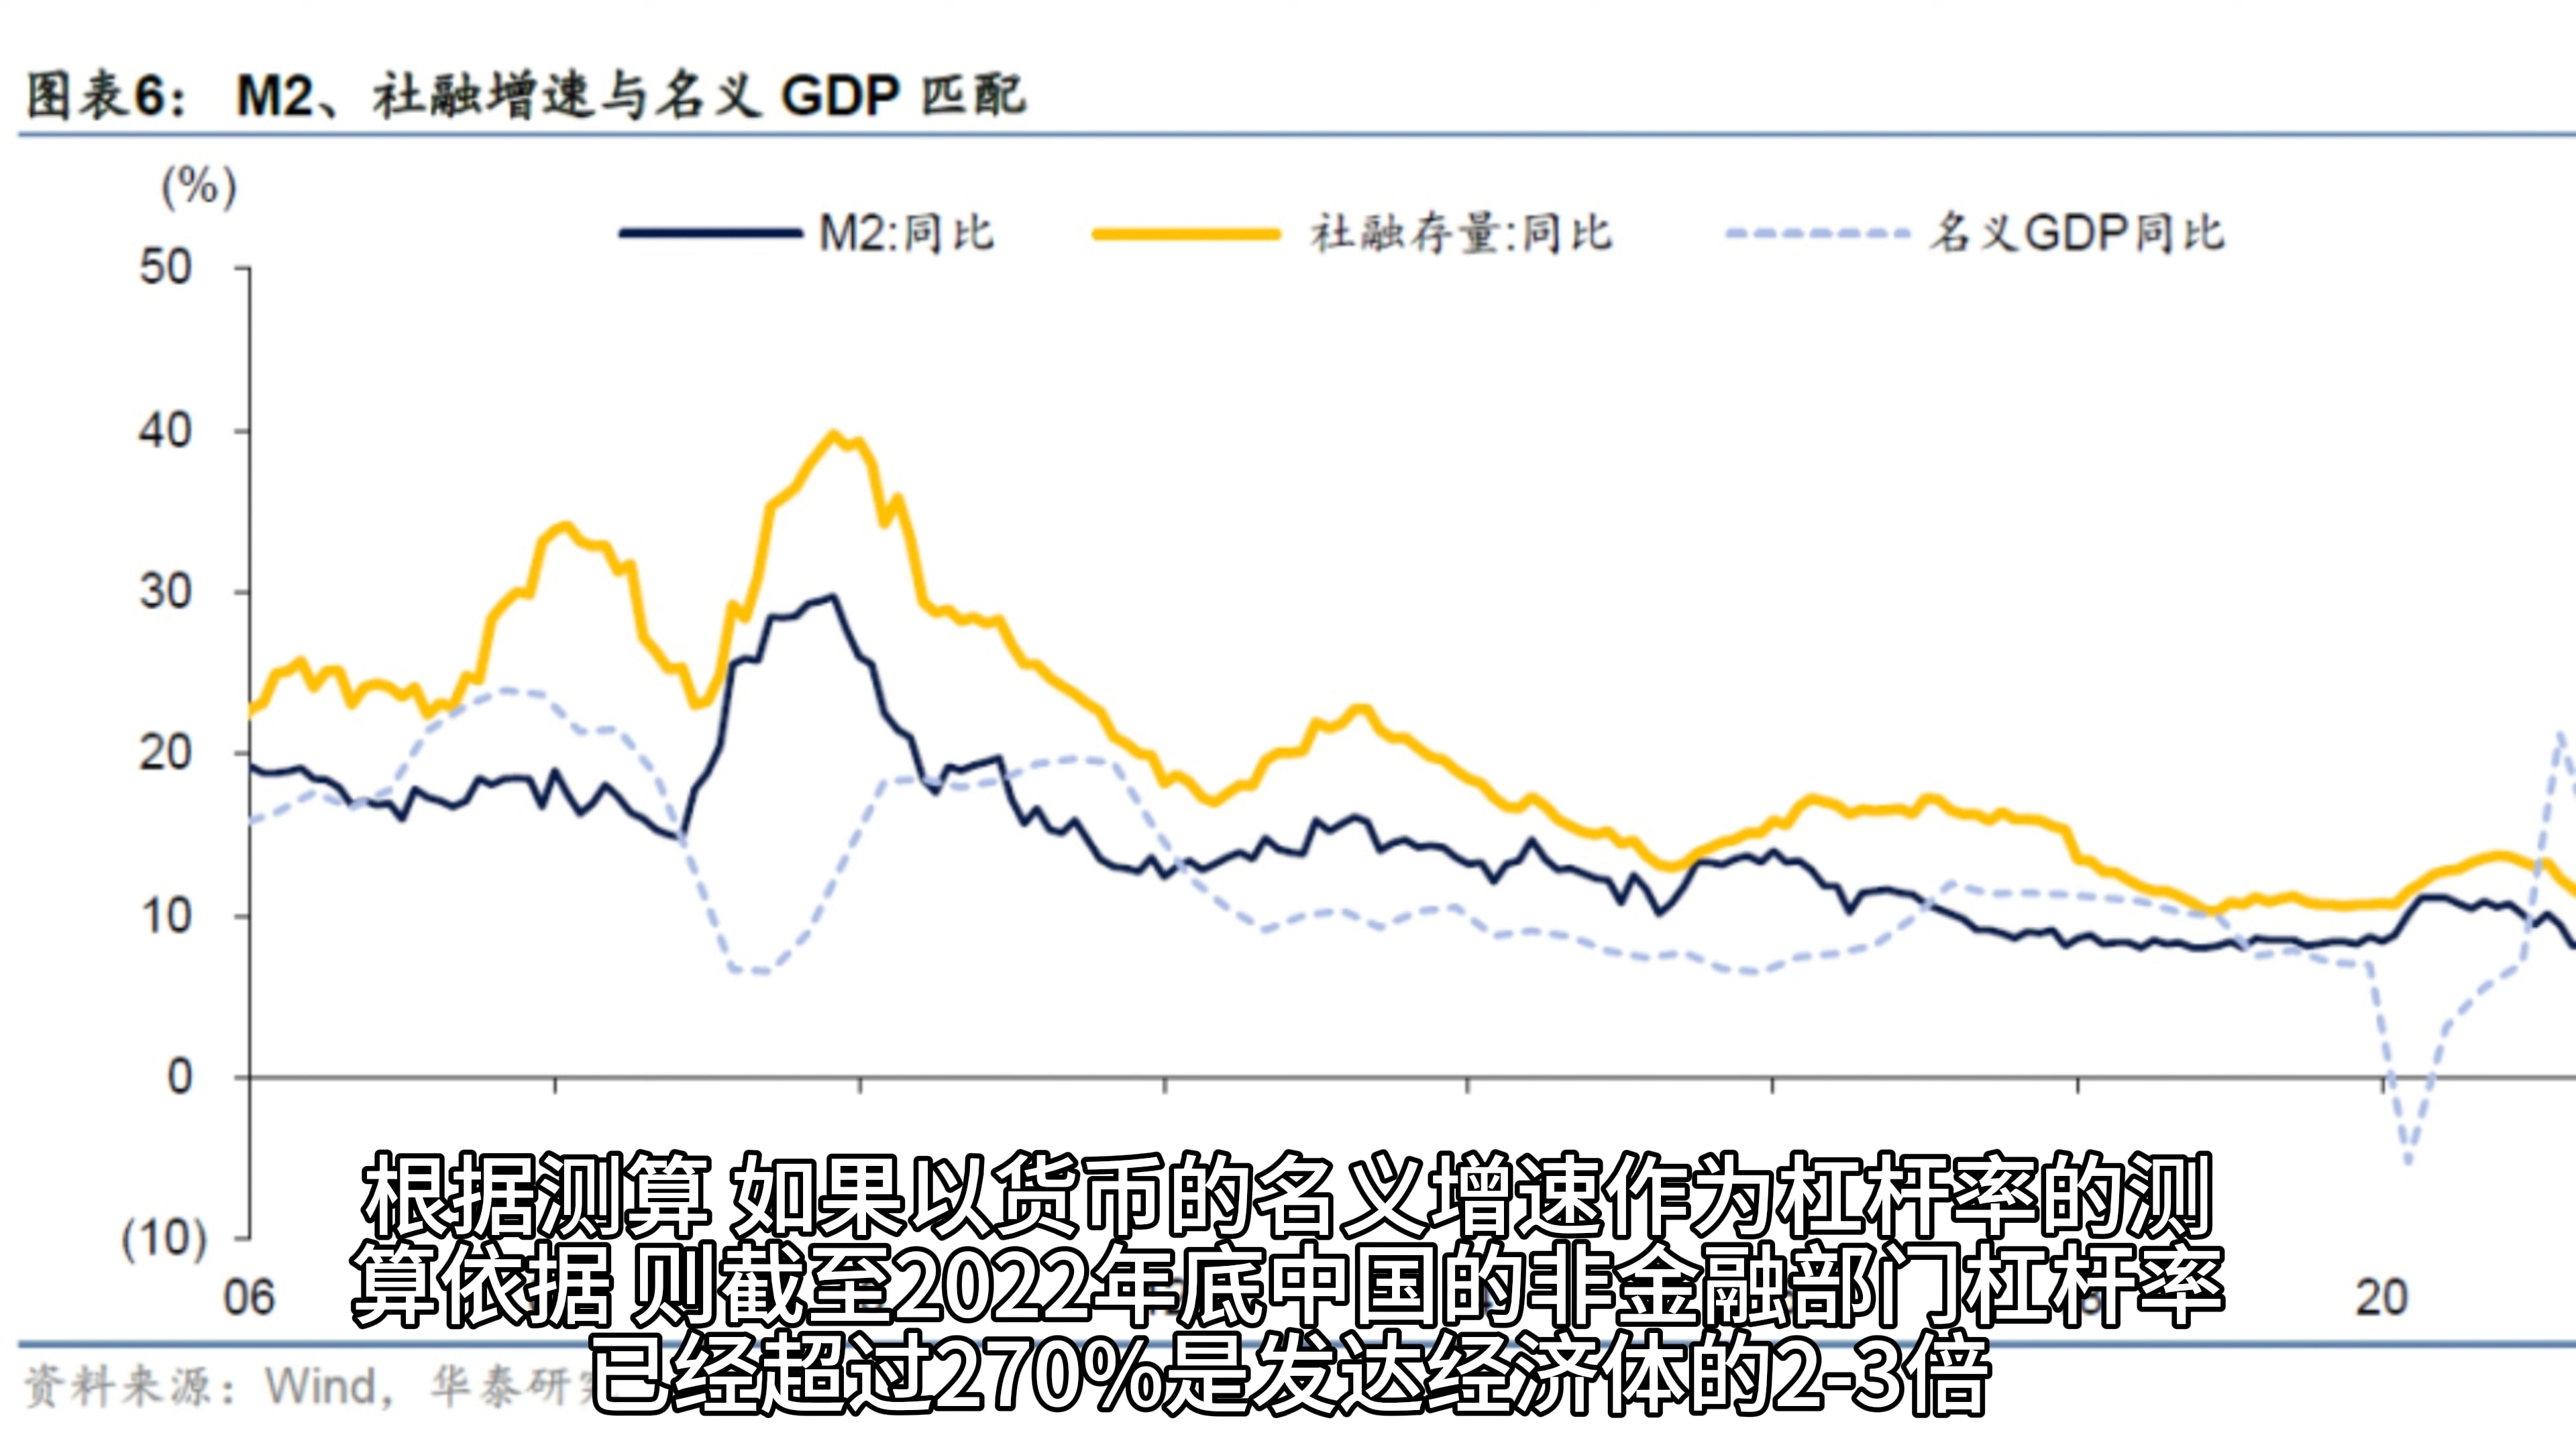 图表6： M2、社融增速与名义 GDP 匹配
(%)
M2:同比
社融存量:同比
名义GDP同比
50
40
30
20
10
0
(10)
06
20
根据测算 如果以货币的名义增速作为杠杆率的测
算依据 则截至2022年底中国的非金融部门杠杆率
已经超过270%是发达经济体的2-3倍
资料来源：Wind，华泰研